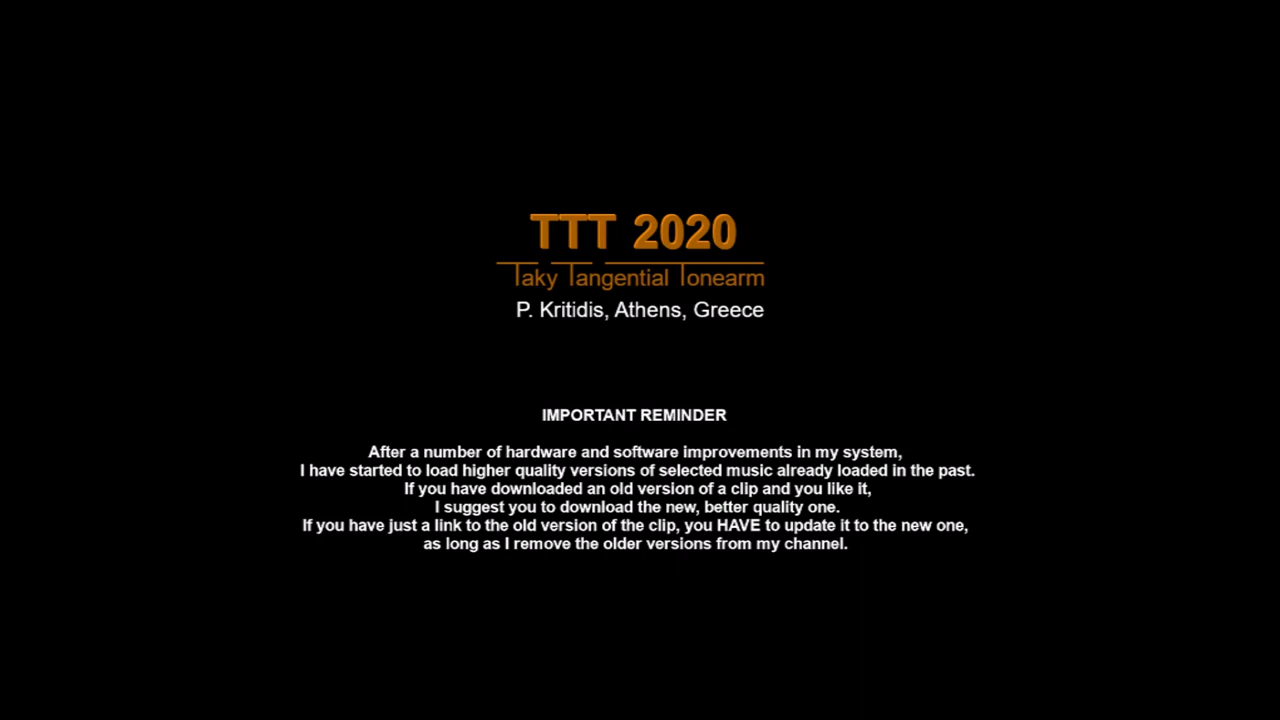 TTT 2020
Taky Tangential Tonearm
P. Kritidis, Athens, Greece
IMPORTANT REMINDER
After a number of hardware and software improvements in my system,
I have started to load higher quality versions of selected music already loaded in the past.
If you have downloaded an old version of a clip and you like it,
I suggest you to download the new, better quality one.
If you have just a link to the old version of the clip, you HAVE to update it to the new one,
as long as I remove the older versions from my channel.